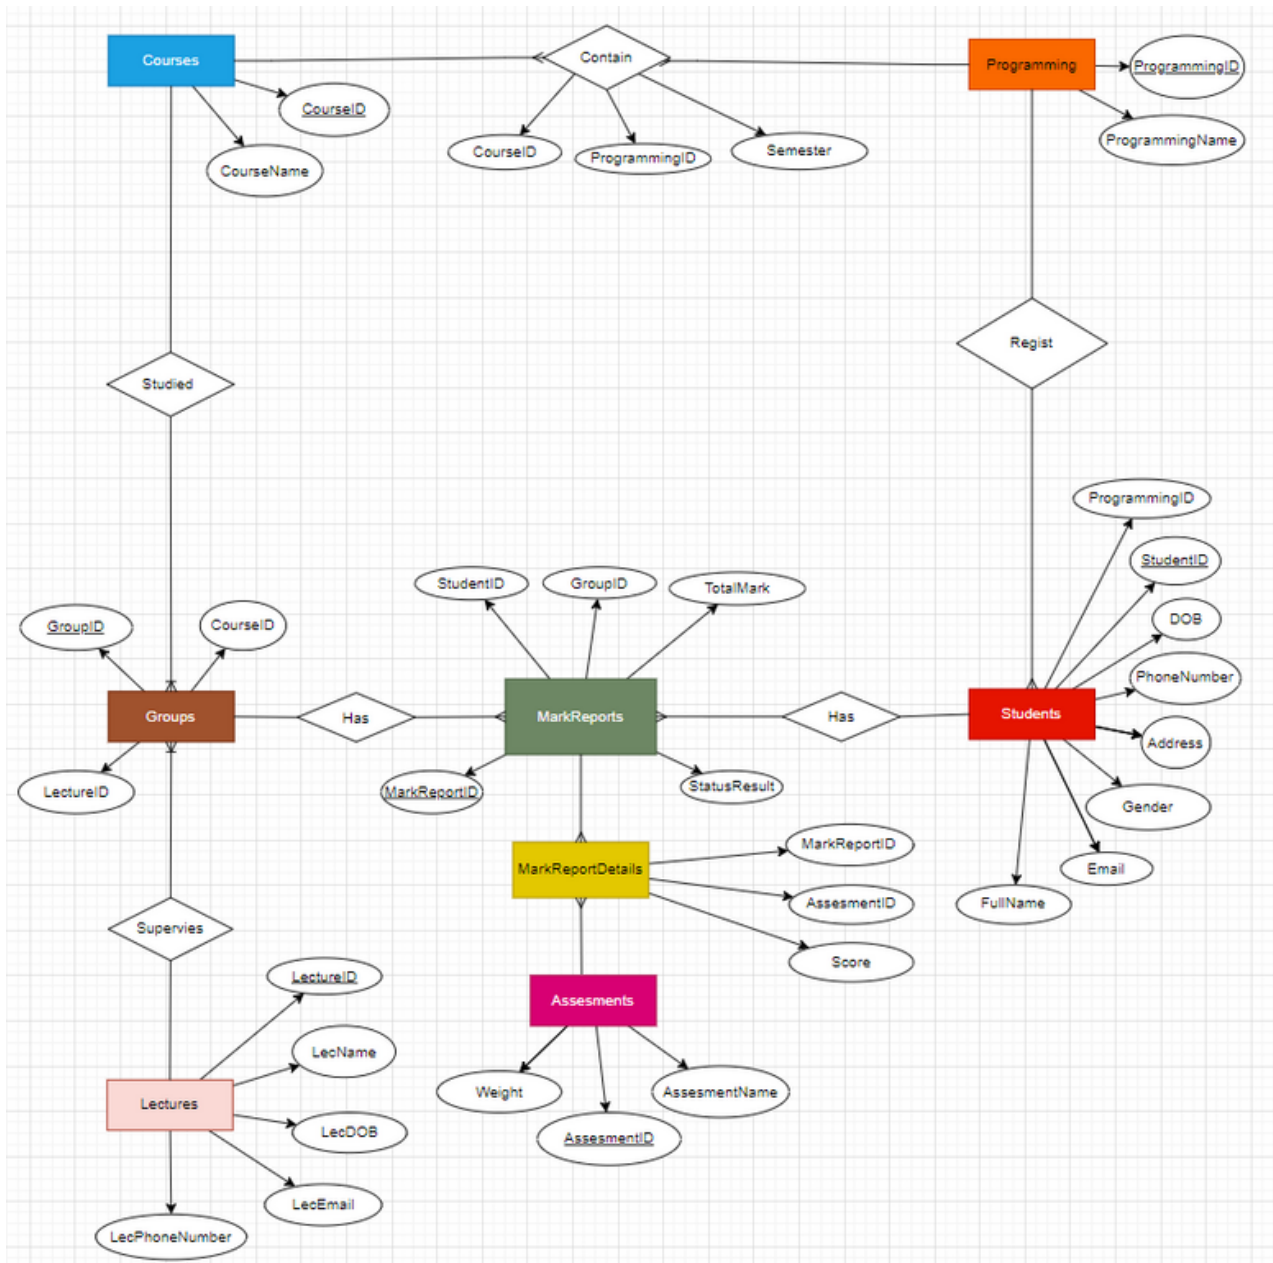 Courses
Contain
Programming
ProgrammingID
CourseID
ProgrammingName
CourseName
CourseID
ProgrammingID
Semester
Studied
Regist
ProgrammingID
StudentID
GroupID
TotalMark
StudentID
DOB
GroupID
CourseID
PhoneNumber
Groups
Has
MarkReports
Has
Students
Address
LectureID
MarkReportID
StatusResult
Gender
MarkReportID
MarkReportDetails
Email
AssesmentID
FullName
Supervies
Score
LectureID
Assesments
LecName
Weight
AssesmentName
Lectures
LecDOB
AssesmentID
LecEmail
LecPhoneNumber